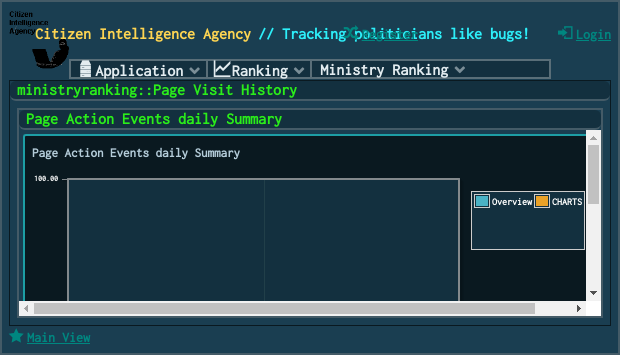 Citizen
Intelligence
Agency
Citizen Intelligence Agency // Tracking politicians like bugs!
Register
Login
Application
Ranking
Ministry Ranking
ministryranking::Page Visit History
Page Action Events daily Summary
Page Action Events daily Summary
100.00
Overview
CHARTS
Main View